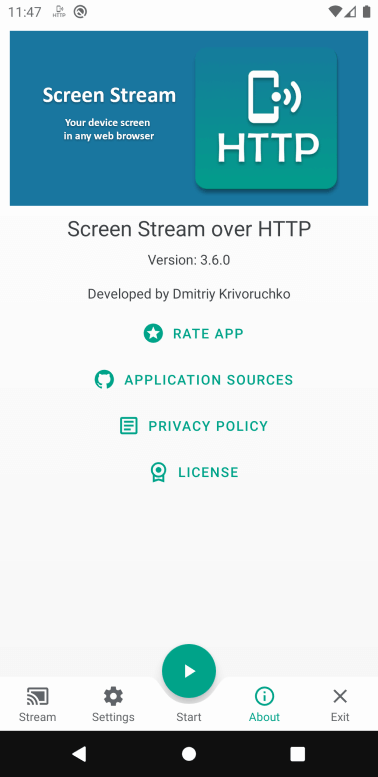 11:47
HTTP
Screen Stream
Your device screen
in any web browser
HTTP
Screen Stream over HTTP
Version: 3.6.0
Developed by Dmitriy Krivoruchko
RATE APP
APPLICATION SOURCES
PRIVACY POLICY
LICENSE
Stream
Settings
Start
About
Exit